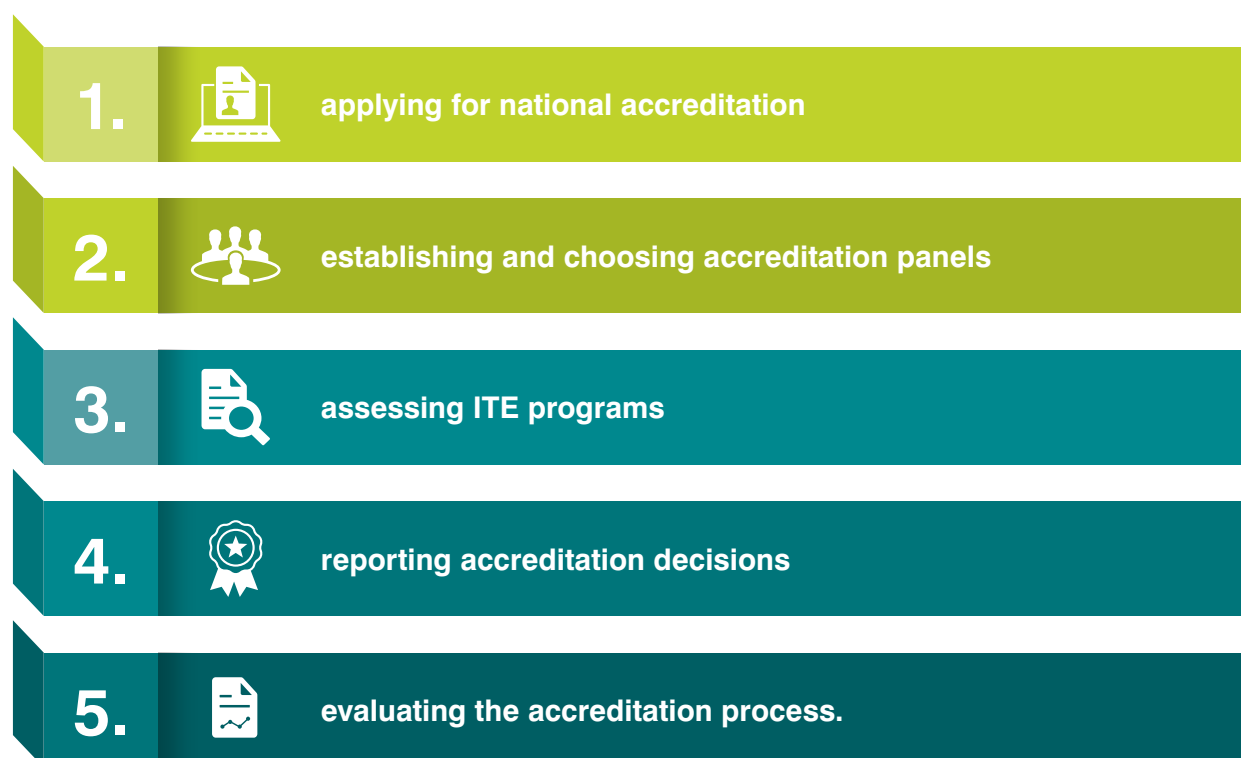 1. applying for national accreditation
2. establishing and choosing accreditation panels
3. assessing ITE programs
4. reporting accreditation decisions
5. evaluating the accreditation process.